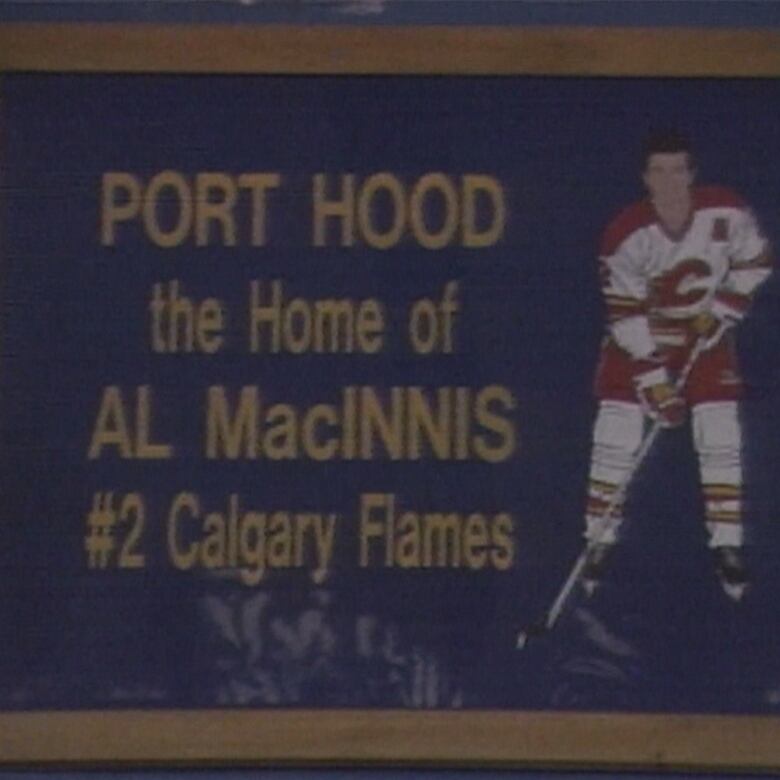 PORT HOOD
the Home of
AL MacINNIS
#2 Calgary Flames